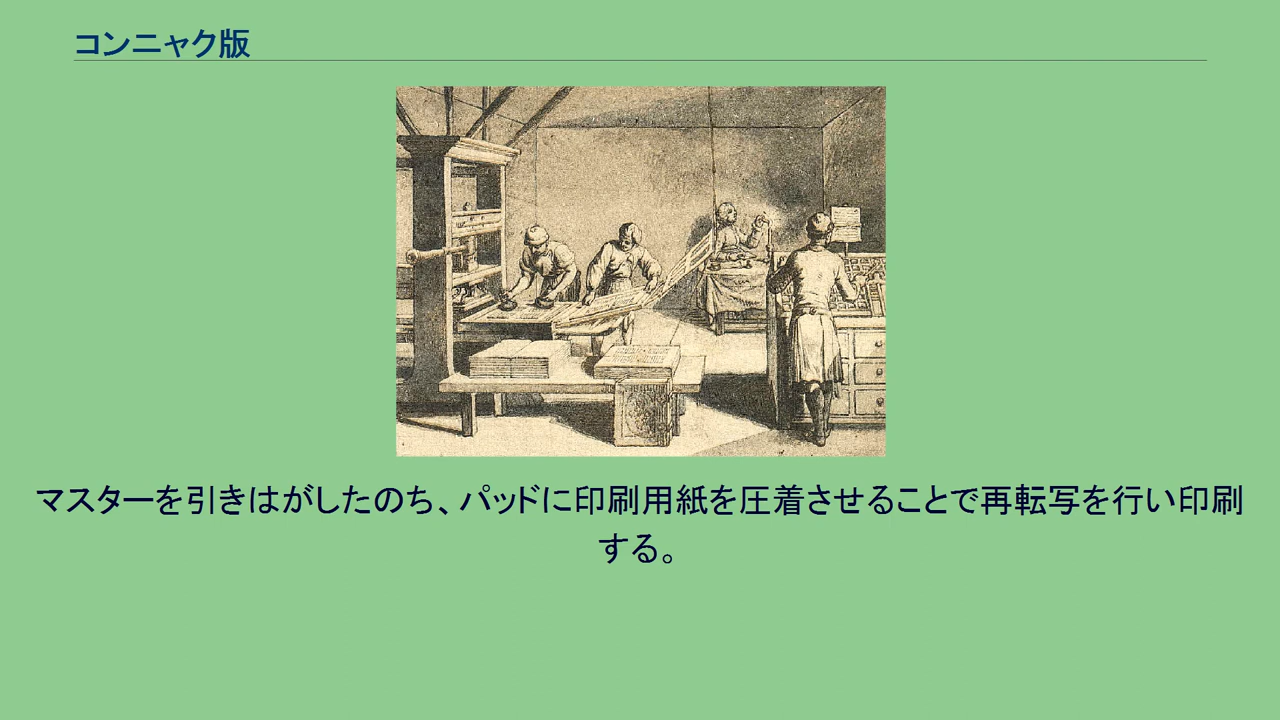 コンニャク版
マスターを引きはがしたのち、パッドに印刷用紙を圧着させることで再転写を行い印刷
する。